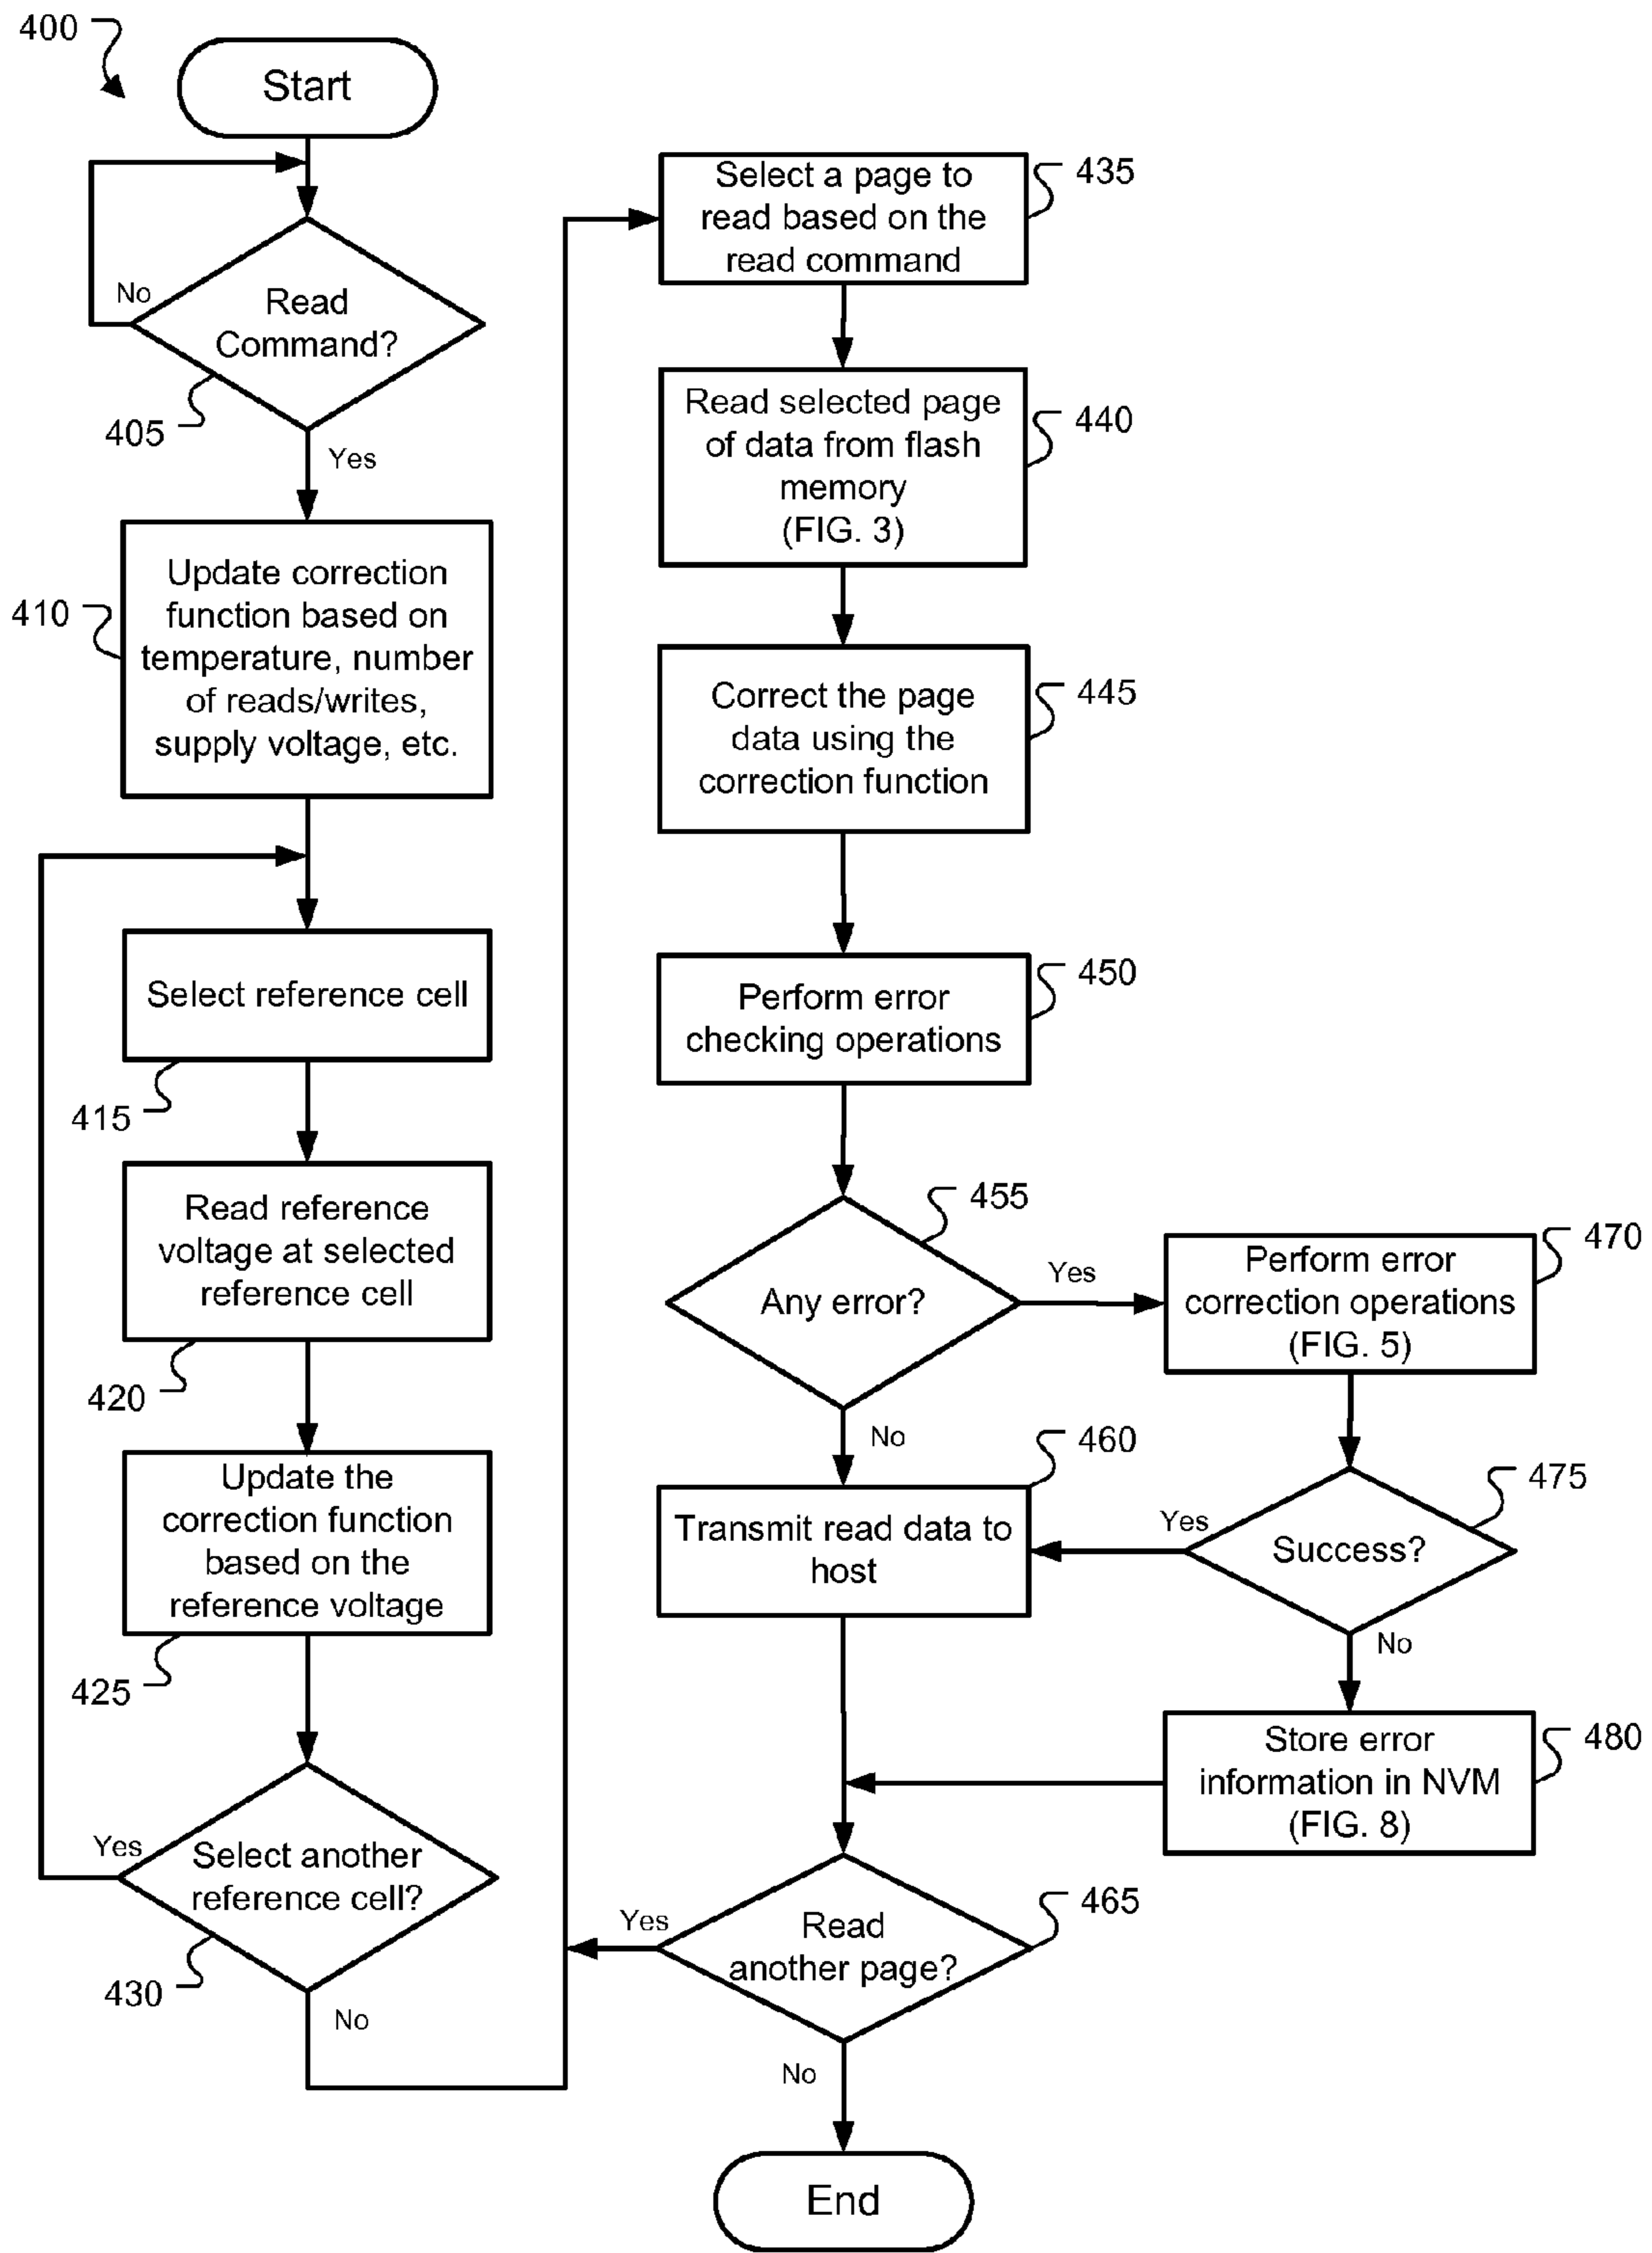 400
Start
No
Read
Command?
405
Yes
410
Update correction
function based on
temperature, number
of reads/writes,
supply voltage, etc.
Select reference cell
415
Read reference
voltage at selected
reference cell
420
Update the
correction function
based on the
reference voltage
425
Yes
Select another
reference cell?
430
No
Select a page to
read based on the
read command
435
Read selected page
of data from flash
memory
(FIG. 3)
440
Correct the page
data using the
correction function
445
Perform error
checking operations
450
455
Any error?
Yes
No
Perform error
correction operations
(FIG. 5)
470
460
Transmit read data to
host
475
Yes
Success?
No
Store error
information in NVM
(FIG. 8)
480
Yes
Read
another page?
465
No
End